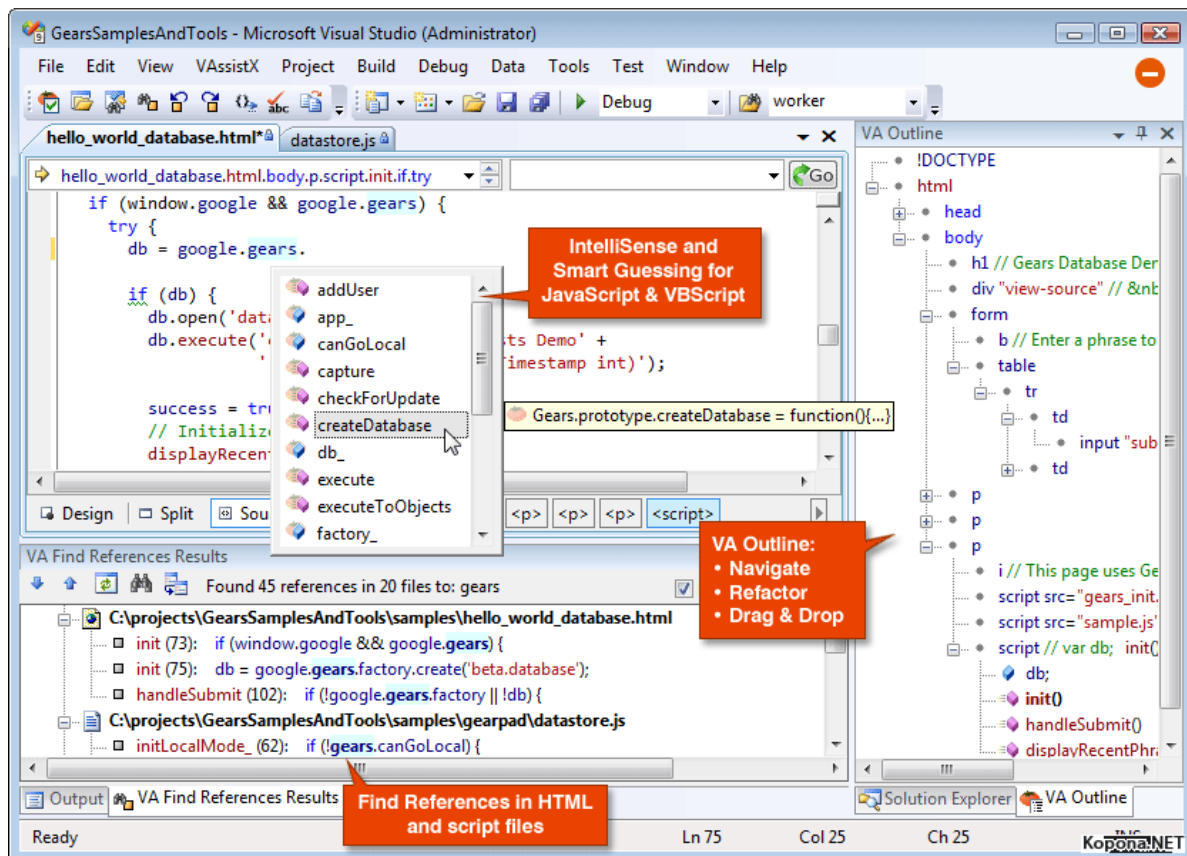 GearsSamplesAndTools - Microsoft Visual Studio (Administrator)
File Edit View VAssistX Project Build Debug Data Tools Test Window Help
abc Debug worker
hello_world_database.html* datastore.js
hello_world_database.html.body.p.script.init.if.try Go
if (window.google && google.gears) {
try {
db = google.gears.
if (db) {
db.open('dat
db.execute('
sts Demo' +
' Timestamp int)');
success = tru
// Initialize
displayRecen
addUser
app_
canGoLocal
capture
checkForUpdate
createDatabase
db_
execute
executeToObjects
factory_
Gears.prototype.createDatabase = function(){...}
IntelliSense and
Smart Guessing for
JavaScript & VBScript
Design Split Sou <p> <p> <p> <script>
VA Find References Results
Found 45 references in 20 files to: gears
C:\projects\GearsSamplesAndTools\samples\hello_world_database.html
init (73): if (window.google && google.gears) {
init (75): db = google.gears.factory.create('beta.database');
handleSubmit (102): if (!google.gears.factory || !db) {
C:\projects\GearsSamplesAndTools\samples\gearpad\datastore.js
initLocalMode_ (62): if (!gears.canGoLocal) {
Output VA Find References Results
Find References in HTML
and script files
VA Outline
!DOCTYPE
html
head
body
h1 // Gears Database Der
div "view-source" // &nb
form
b // Enter a phrase to
table
tr
td
input "sub
td
p
p
p
i // This page uses Ge
script src="gears_init.
script src="sample.js"
script // var db; init()
db;
init()
handleSubmit()
displayRecentPhra
VA Outline:
• Navigate
• Refactor
• Drag & Drop
Solution Explorer VA Outline
Ready Ln 75 Col 25 Ch 25
Kopona.NET